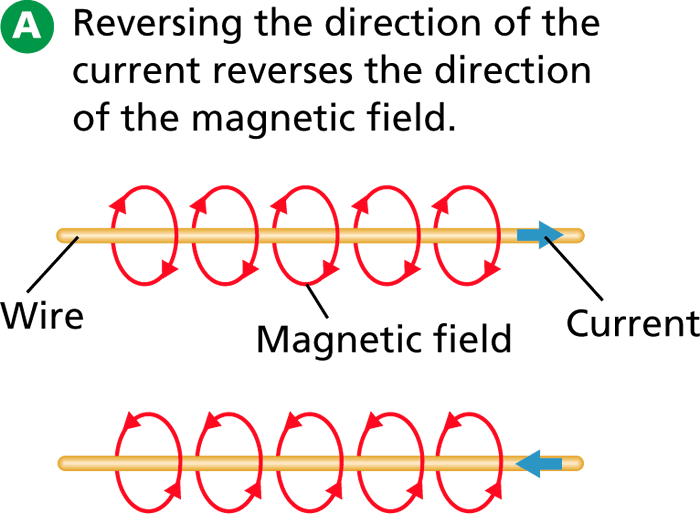 A
Reversing the direction of the
current reverses the direction
of the magnetic field.
Wire
Magnetic field
Current